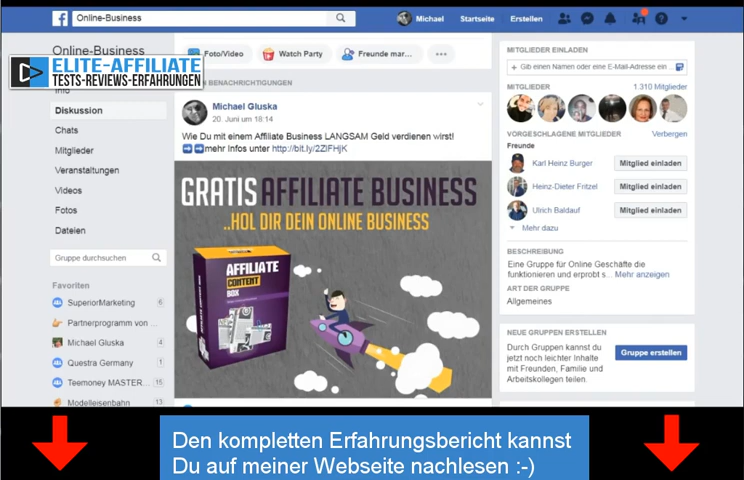 Online-Business
Michael
Startseite
Erstellen
Online-Business
ELITE-AFFILIATE
TESTS-REVIEWS-ERFAHRUNGEN
Info
Diskussion
Chats
Mitglieder
Veranstaltungen
Videos
Fotos
Dateien
Gruppe durchsuchen
Favoriten
SuperiorMarketing 6
Partnerprogramm von ...
Michael Gluska 4
Questra Germany 2
Teemoney MASTER... 15
Modelleisenbahn
Foto/Video
Watch Party
Freunde mar...
BENACHRICHTIGUNGEN
Michael Gluska
20. Juni um 18:14
Wie Du mit einem Affiliate Business LANGSAM Geld verdienen wirst!
mehr Infos unter http://bit.ly/2ZIFHjK
GRATIS AFFILIATE BUSINESS
..HOL DIR DEIN ONLINE BUSINESS
AFFILIATE
CONTENT
BOX
MITGLIEDER EINLADEN
+ Gib einen Namen oder eine E-Mail-Adresse ein ...
MITGLIEDER
1.310 Mitglieder
VORGESCHLAGENE MITGLIEDER
Verbergen
Freunde
Karl Heinz Burger
Mitglied einladen
Heinz-Dieter Fritzel
Mitglied einladen
Ulrich Baldauf
Mitglied einladen
Mehr dazu
BESCHREIBUNG
Eine Gruppe für Online Geschäfte die
funktionieren und erprobt s... Mehr anzeigen
ART DER GRUPPE
Allgemeines
NEUE GRUPPEN ERSTELLEN
Durch Gruppen kannst du
jetzt noch leichter Inhalte
mit Freunden, Familie und
Arbeitskollegen teilen.
Gruppe erstellen
Den kompletten Erfahrungsbericht kannst
Du auf meiner Webseite nachlesen :-)